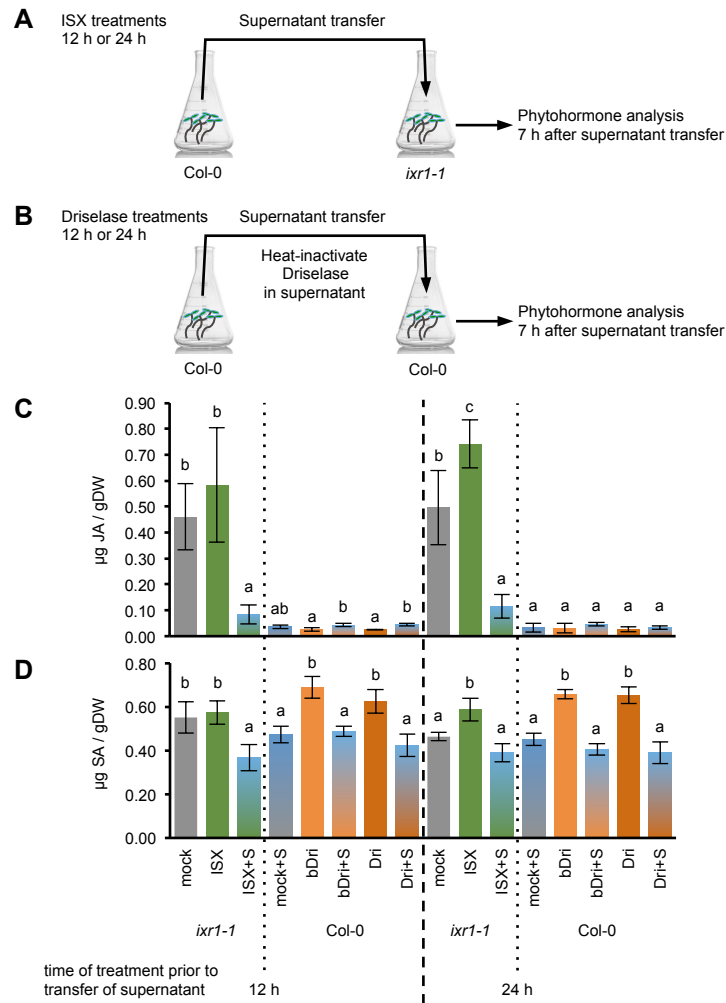 A
ISX treatments
12 h or 24 h
Supernatant transfer
Col-0
ixr1-1
Phytohormone analysis
7 h after supernatant transfer
B
Driselase treatments
12 h or 24 h
Supernatant transfer
Heat-inactivate
Driselase
in supernatant
Col-0
Col-0
Phytohormone analysis
7 h after supernatant transfer
C
µg JA / gDW
0.90
0.80
0.70
0.60
0.50
0.40
0.30
0.20
0.10
0.00
b b a ab a b a b b c a a a a a a
D
µg SA / gDW
0.80
0.60
0.40
0.20
0.00
b b a a b a b a a b a a b a b a
mock ISX ISX+S mock+S bDri bDri+S Dri Dri+S mock ISX ISX+S mock+S bDri bDri+S Dri Dri+S
ixr1-1 Col-0 ixr1-1 Col-0
time of treatment prior to
transfer of supernatant 12 h 24 h